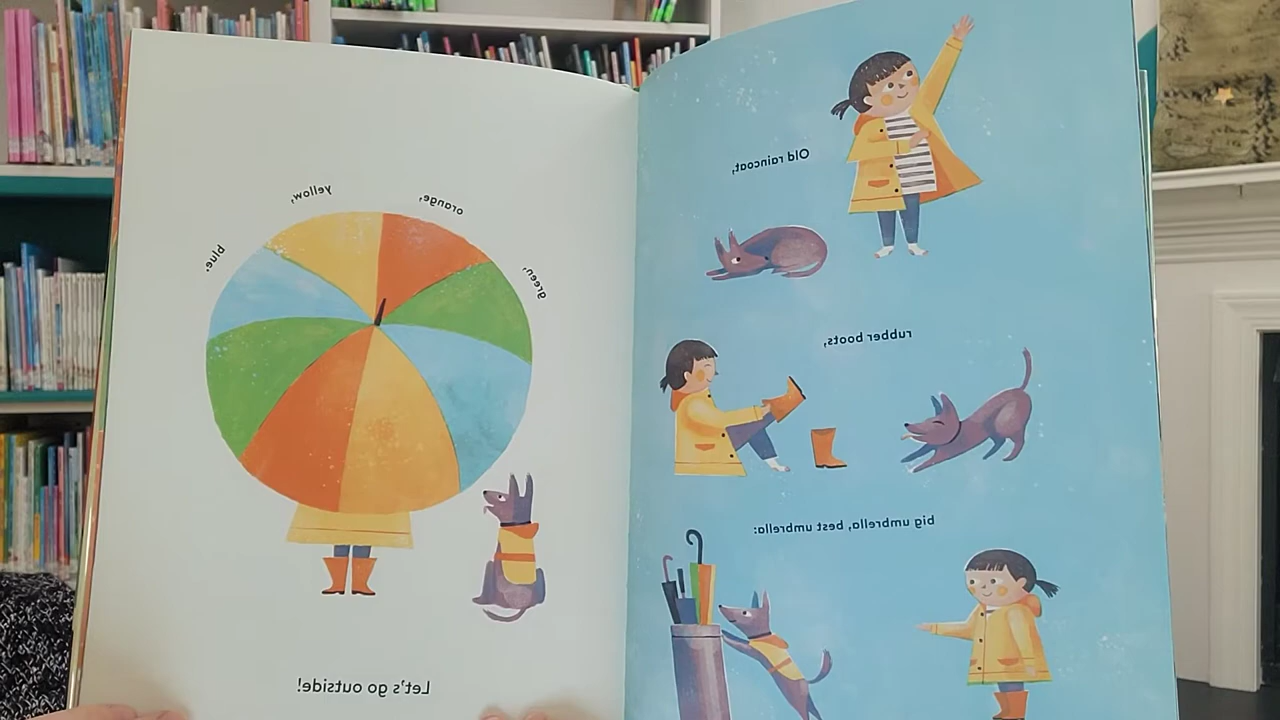 Old raincoat,
rubber boots,
big umbrella, best umbrella:
green,
orange,
yellow,
blue.
Let's go outside!